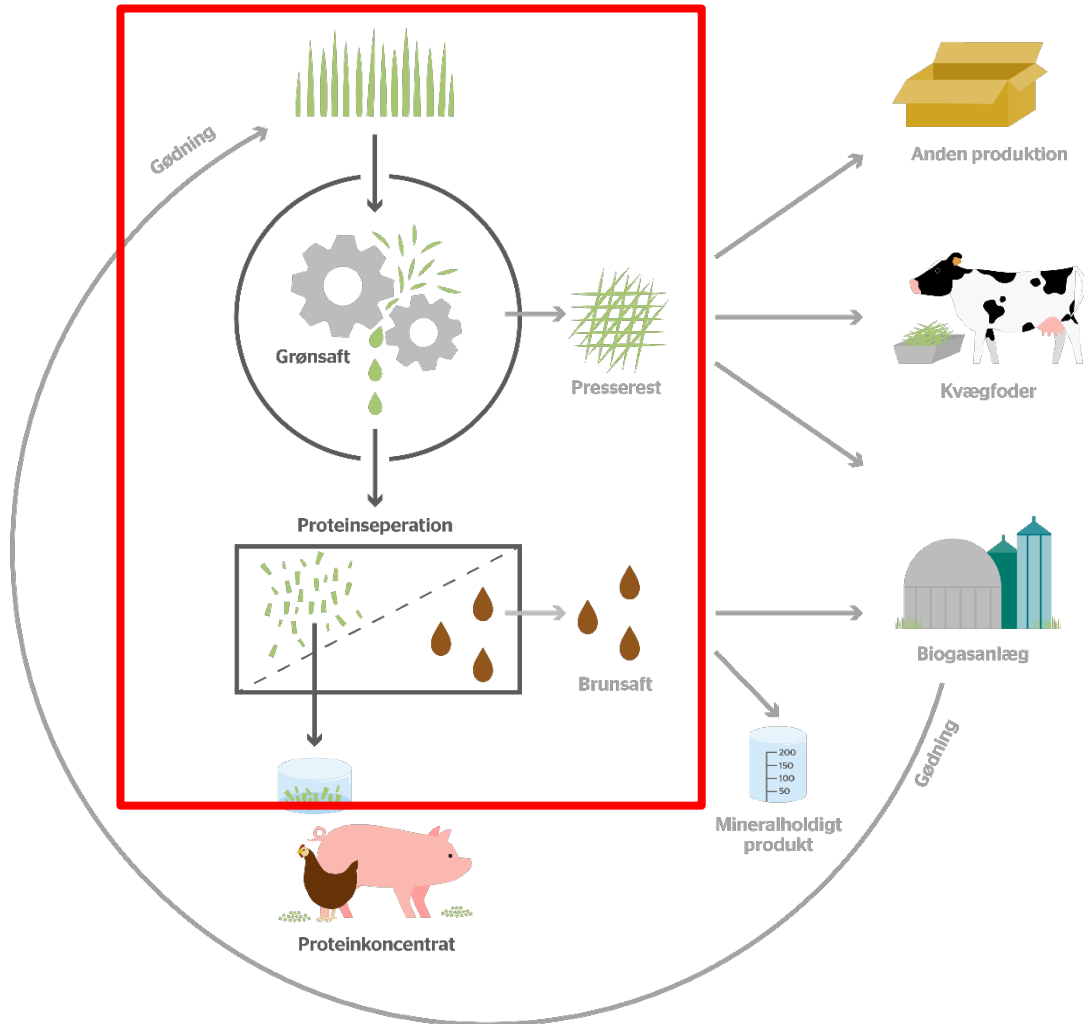 Gødning
Anden produktion
Grønsaft
Presserest
Kvægfoder
Proteinseperation
Brunsaft
Biogasanlæg
Gødning
200
150
100
50
Mineralholdigt
produkt
Proteinkoncentrat